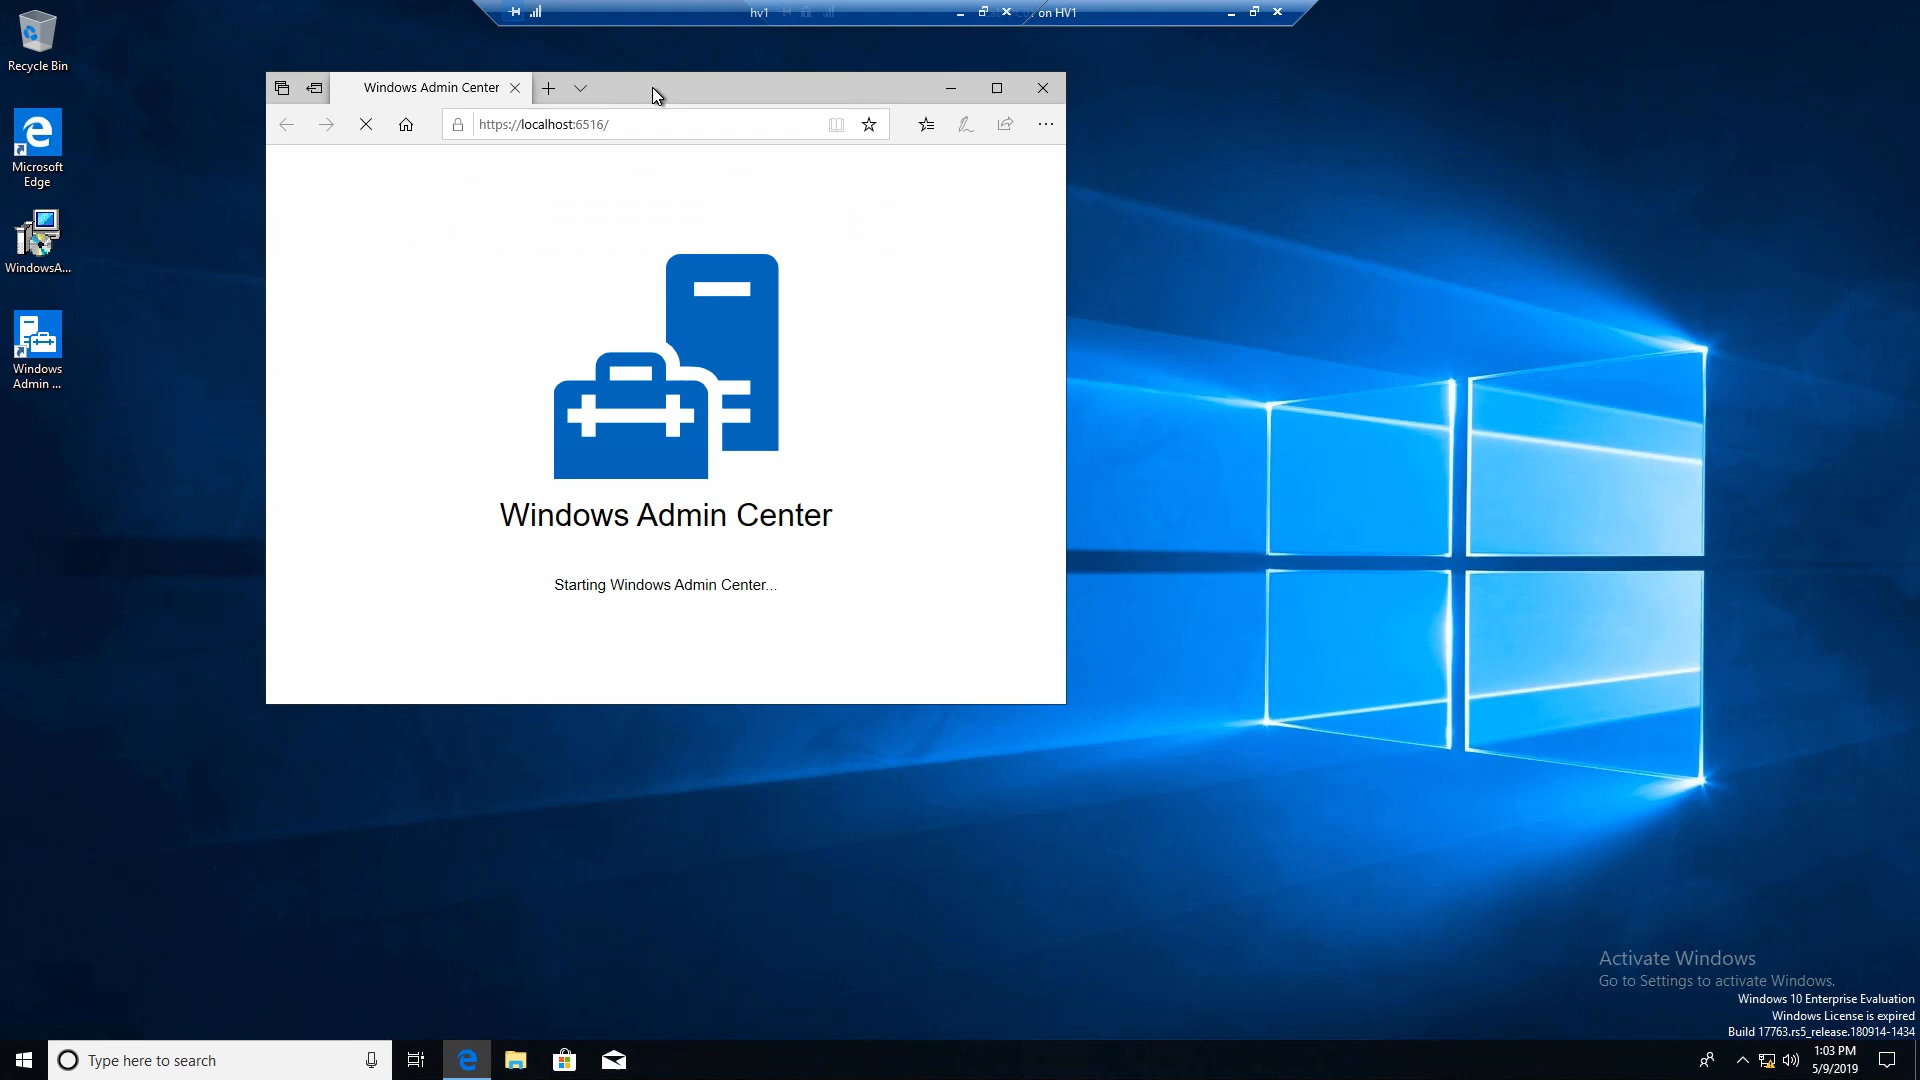 hv1
on HV1
Recycle Bin
Microsoft
Edge
WindowsA...
Windows
Admin ...
Windows Admin Center
https://localhost:6516/
Windows Admin Center
Starting Windows Admin Center...
Activate Windows
Go to Settings to activate Windows.
Windows 10 Enterprise Evaluation
Windows License is expired
Build 17763.rs5_release.180914-1434
Type here to search
1:03 PM
5/9/2019